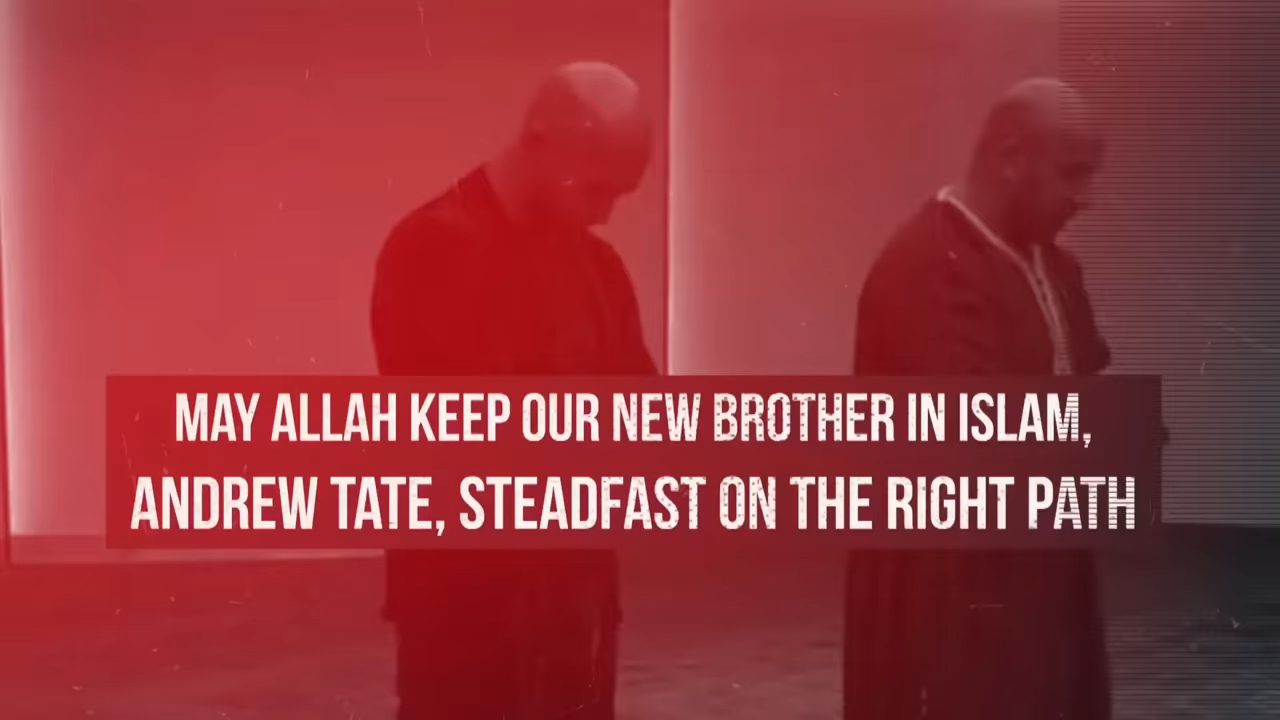 MAY ALLAH KEEP OUR NEW BROTHER IN ISLAM,
ANDREW TATE, STEADFAST ON THE RIGHT PATH